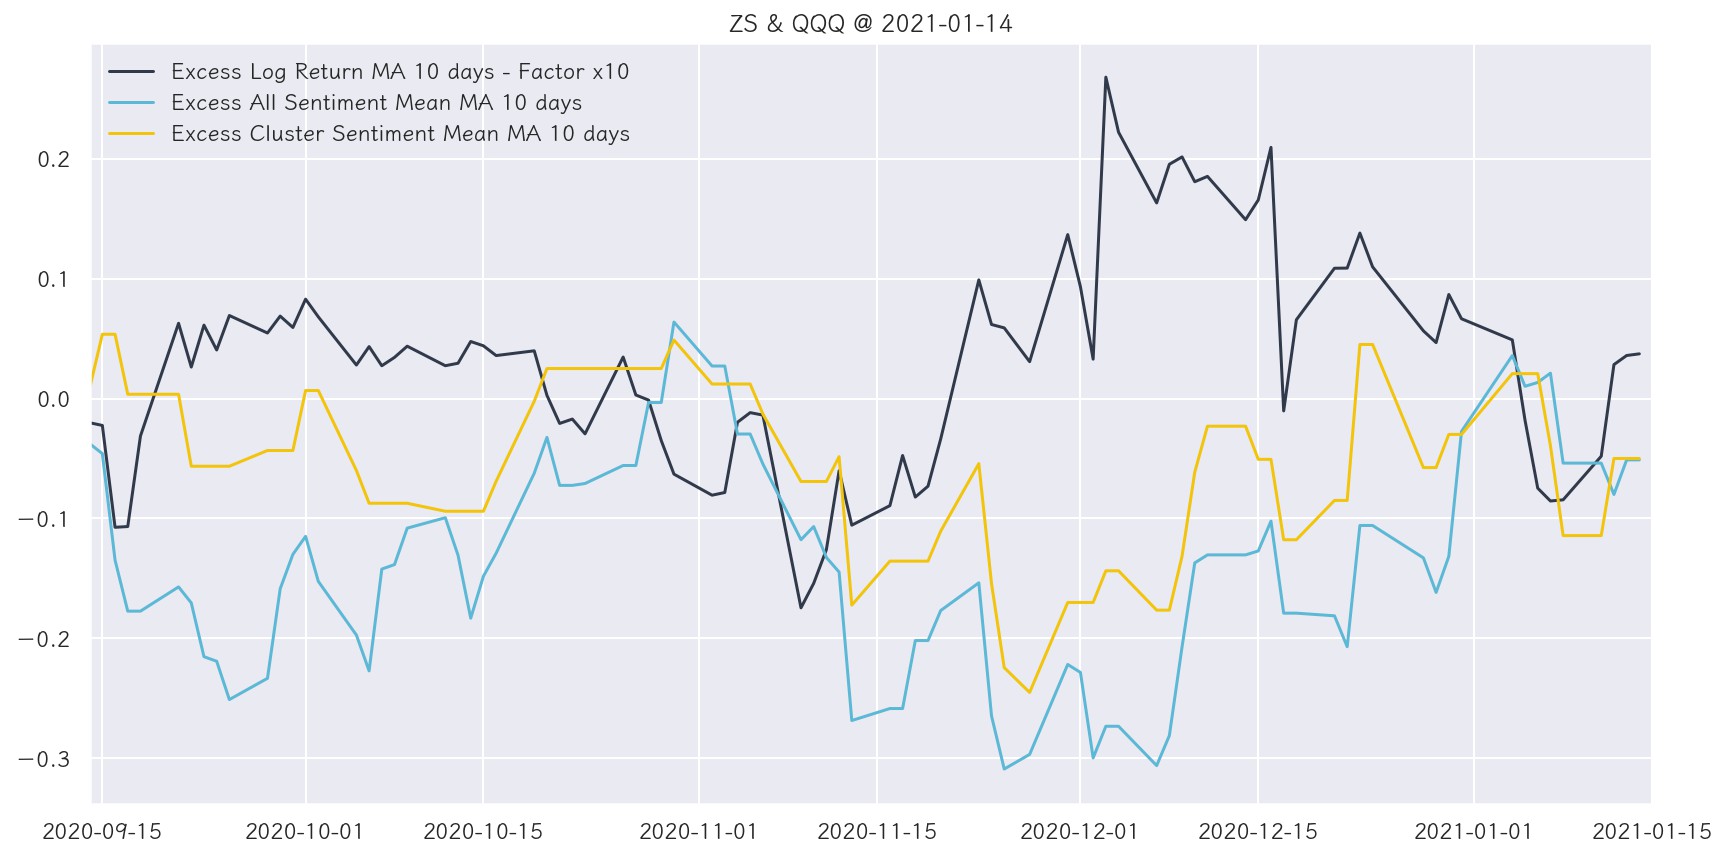 ZS & QQQ @ 2021-01-14
Excess Log Return MA 10 days - Factor x10
Excess All Sentiment Mean MA 10 days
Excess Cluster Sentiment Mean MA 10 days
0.2
0.1
0.0
−0.1
−0.2
−0.3
2020-09-15 2020-10-01 2020-10-15 2020-11-01 2020-11-15 2020-12-01 2020-12-15 2021-01-01 2021-01-15